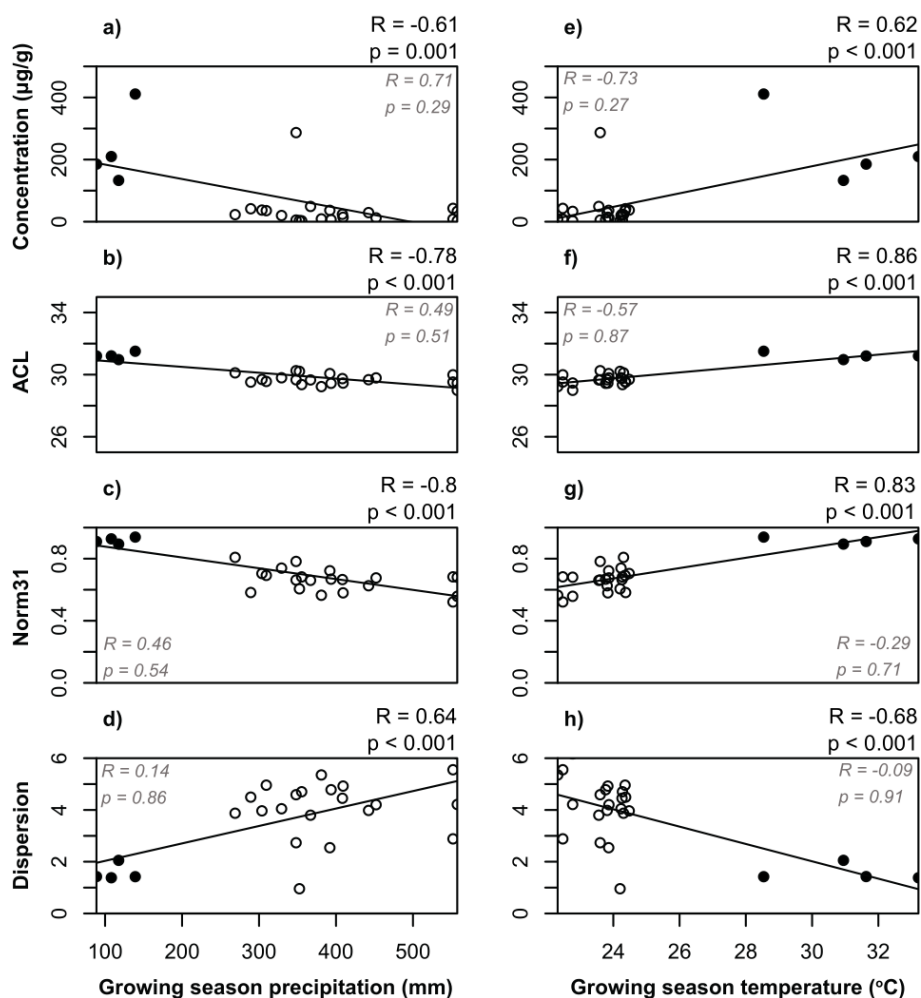 a)
R = -0.61
p = 0.001
R = 0.71
p = 0.29
Concentration (µg/g)
400
200
0
e)
R = 0.62
p < 0.001
R = -0.73
p = 0.27
400
200
0
b)
R = -0.78
p < 0.001
R = 0.49
p = 0.51
ACL
34
30
26
f)
R = 0.86
p < 0.001
R = -0.57
p = 0.87
34
30
26
c)
R = -0.8
p < 0.001
R = 0.46
p = 0.54
Norm31
0.8
0.4
0.0
g)
R = 0.83
p < 0.001
R = -0.29
p = 0.71
0.8
0.4
0.0
d)
R = 0.64
p < 0.001
R = 0.14
p = 0.86
Dispersion
6
4
2
0
h)
R = -0.68
p < 0.001
R = -0.09
p = 0.91
6
4
2
0
100 200 300 400 500
24 26 28 30 32
Growing season precipitation (mm)
Growing season temperature (°C)